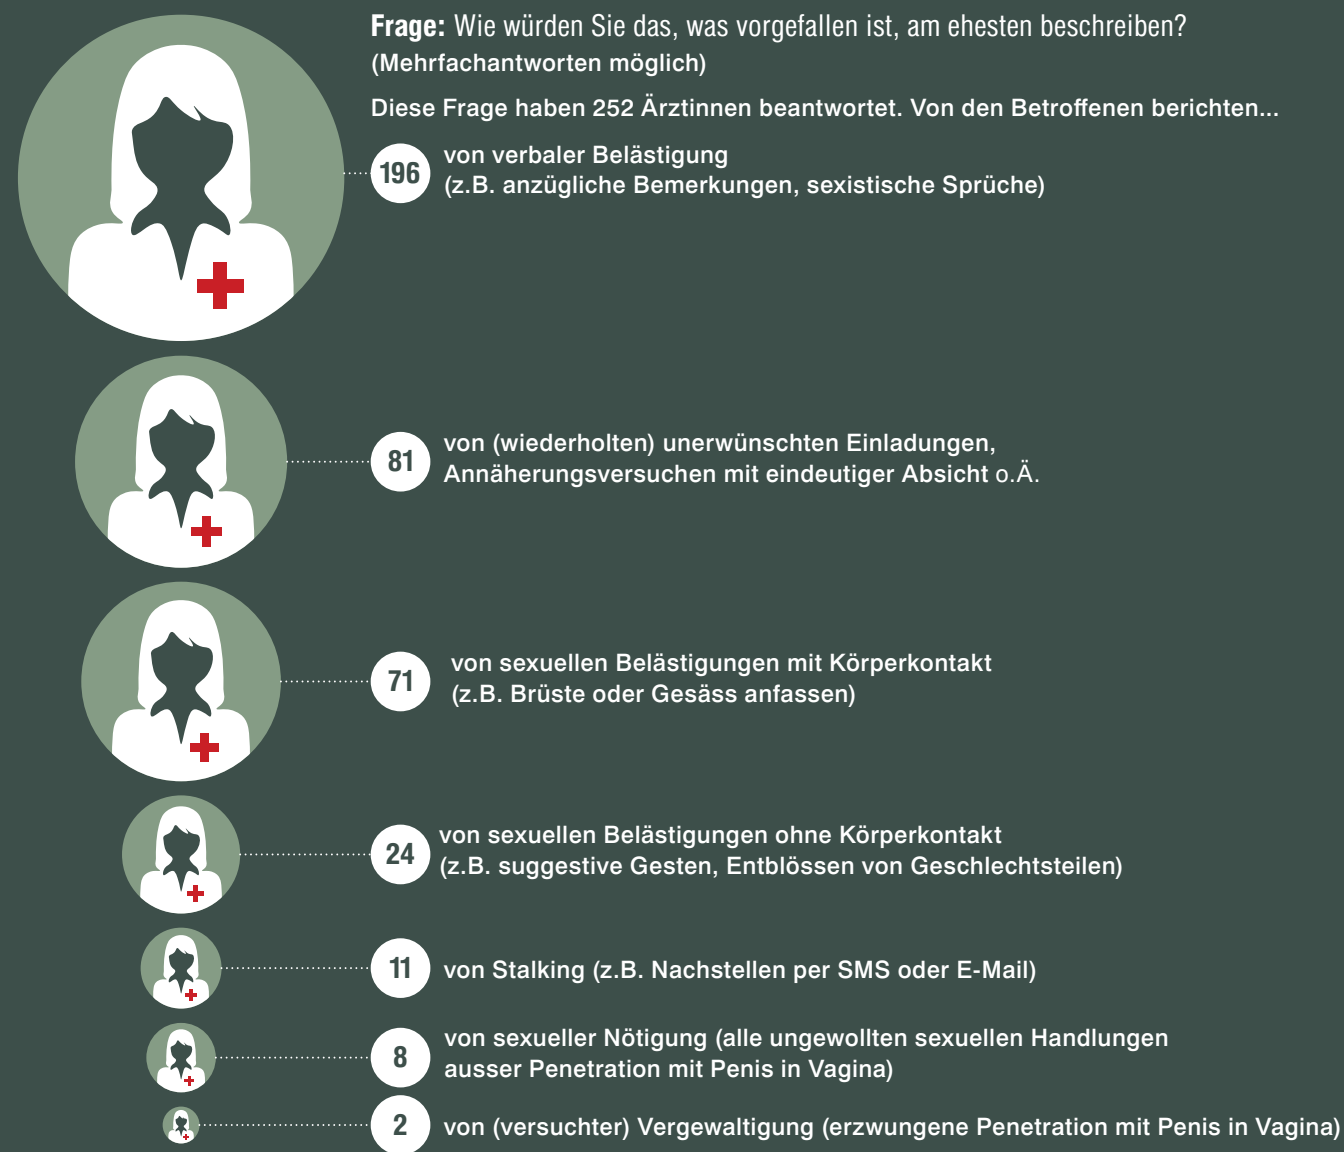 Frage: Wie würden Sie das, was vorgefallen ist, am ehesten beschreiben?
(Mehrfachantworten möglich)
Diese Frage haben 252 Ärztinnen beantwortet. Von den Betroffenen berichten...
196
von verbaler Belästigung
(z.B. anzügliche Bemerkungen, sexistische Sprüche)
81
von (wiederholten) unerwünschten Einladungen,
Annäherungsversuchen mit eindeutiger Absicht o.Ä.
71
von sexuellen Belästigungen mit Körperkontakt
(z.B. Brüste oder Gesäss anfassen)
24
von sexuellen Belästigungen ohne Körperkontakt
(z.B. suggestive Gesten, Entblössen von Geschlechtsteilen)
11
von Stalking (z.B. Nachstellen per SMS oder E-Mail)
8
von sexueller Nötigung (alle ungewollten sexuellen Handlungen
ausser Penetration mit Penis in Vagina)
2
von (versuchter) Vergewaltigung (erzwungene Penetration mit Penis in Vagina)